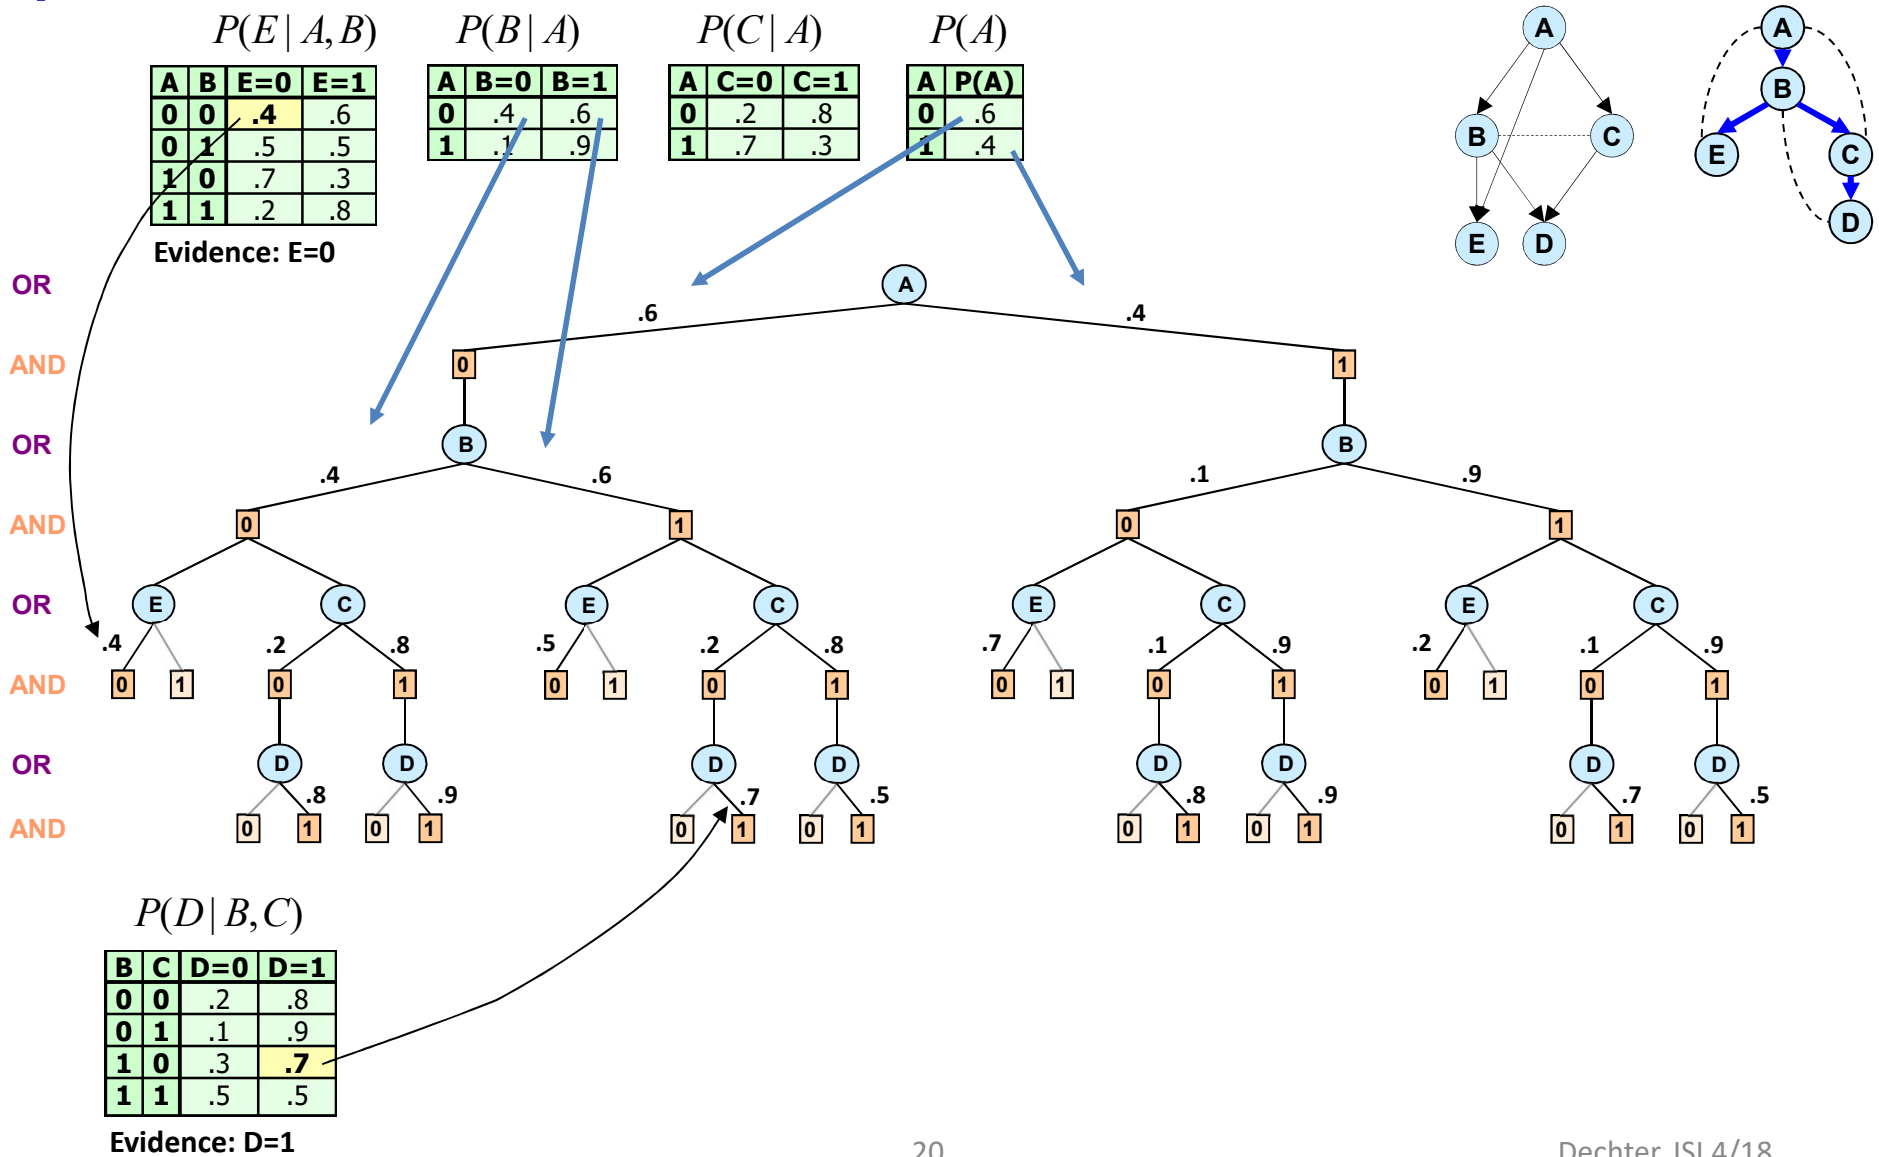 P(E | A, B)
A B E=0 E=1
0 0 .4 .6
0 1 .5 .5
1 0 .7 .3
1 1 .2 .8
Evidence: E=0
P(B | A)
A B=0 B=1
0 .4 .6
1 .1 .9
P(C | A)
A C=0 C=1
0 .2 .8
1 .7 .3
P(A)
A P(A)
0 .6
1 .4
A
B C
E D
A
B
E C
D
OR A
.6 .4
AND 0 1
OR B B
.4 .6 .1 .9
AND 0 1 0 1
OR E C E C E C E C
.4 .2 .8 .5 .2 .8 .7 .1 .9 .2 .1 .9
AND 0 1 0 1 0 1 0 1 0 1 0 1 0 1 0 1
OR D D D D D D D D
.8 .9 .7 .5 .8 .9 .7 .5
AND 0 1 0 1 0 1 0 1 0 1 0 1 0 1 0 1
P(D | B, C)
B C D=0 D=1
0 0 .2 .8
0 1 .1 .9
1 0 .3 .7
1 1 .5 .5
Evidence: D=1
20
Dechter, ISI 4/18